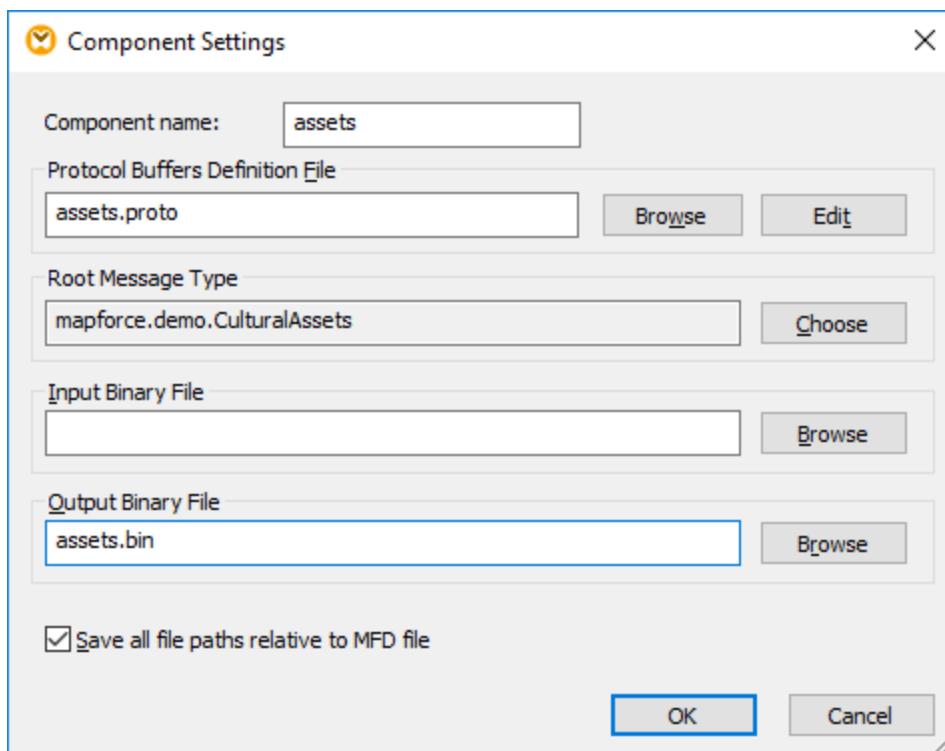 Component Settings
Component name: assets
Protocol Buffers Definition File
assets.proto Browse Edit
Root Message Type
mapforce.demo.CulturalAssets Choose
Input Binary File
Browse
Output Binary File
assets.bin Browse
Save all file paths relative to MFD file
OK Cancel